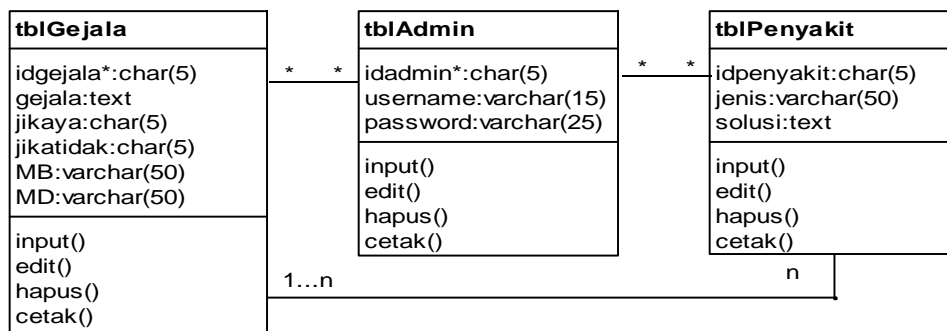 tblGejala
idgejala*:char(5)
gejala:text
jikaya:char(5)
jikatidak:char(5)
MB:varchar(50)
MD:varchar(50)
input()
edit()
hapus()
cetak()
* *
tblAdmin
idadmin*:char(5)
username:varchar(15)
password:varchar(25)
input()
edit()
hapus()
cetak()
* *
tblPenyakit
idpenyakit:char(5)
jenis:varchar(50)
solusi:text
input()
edit()
hapus()
cetak()
1...n
n